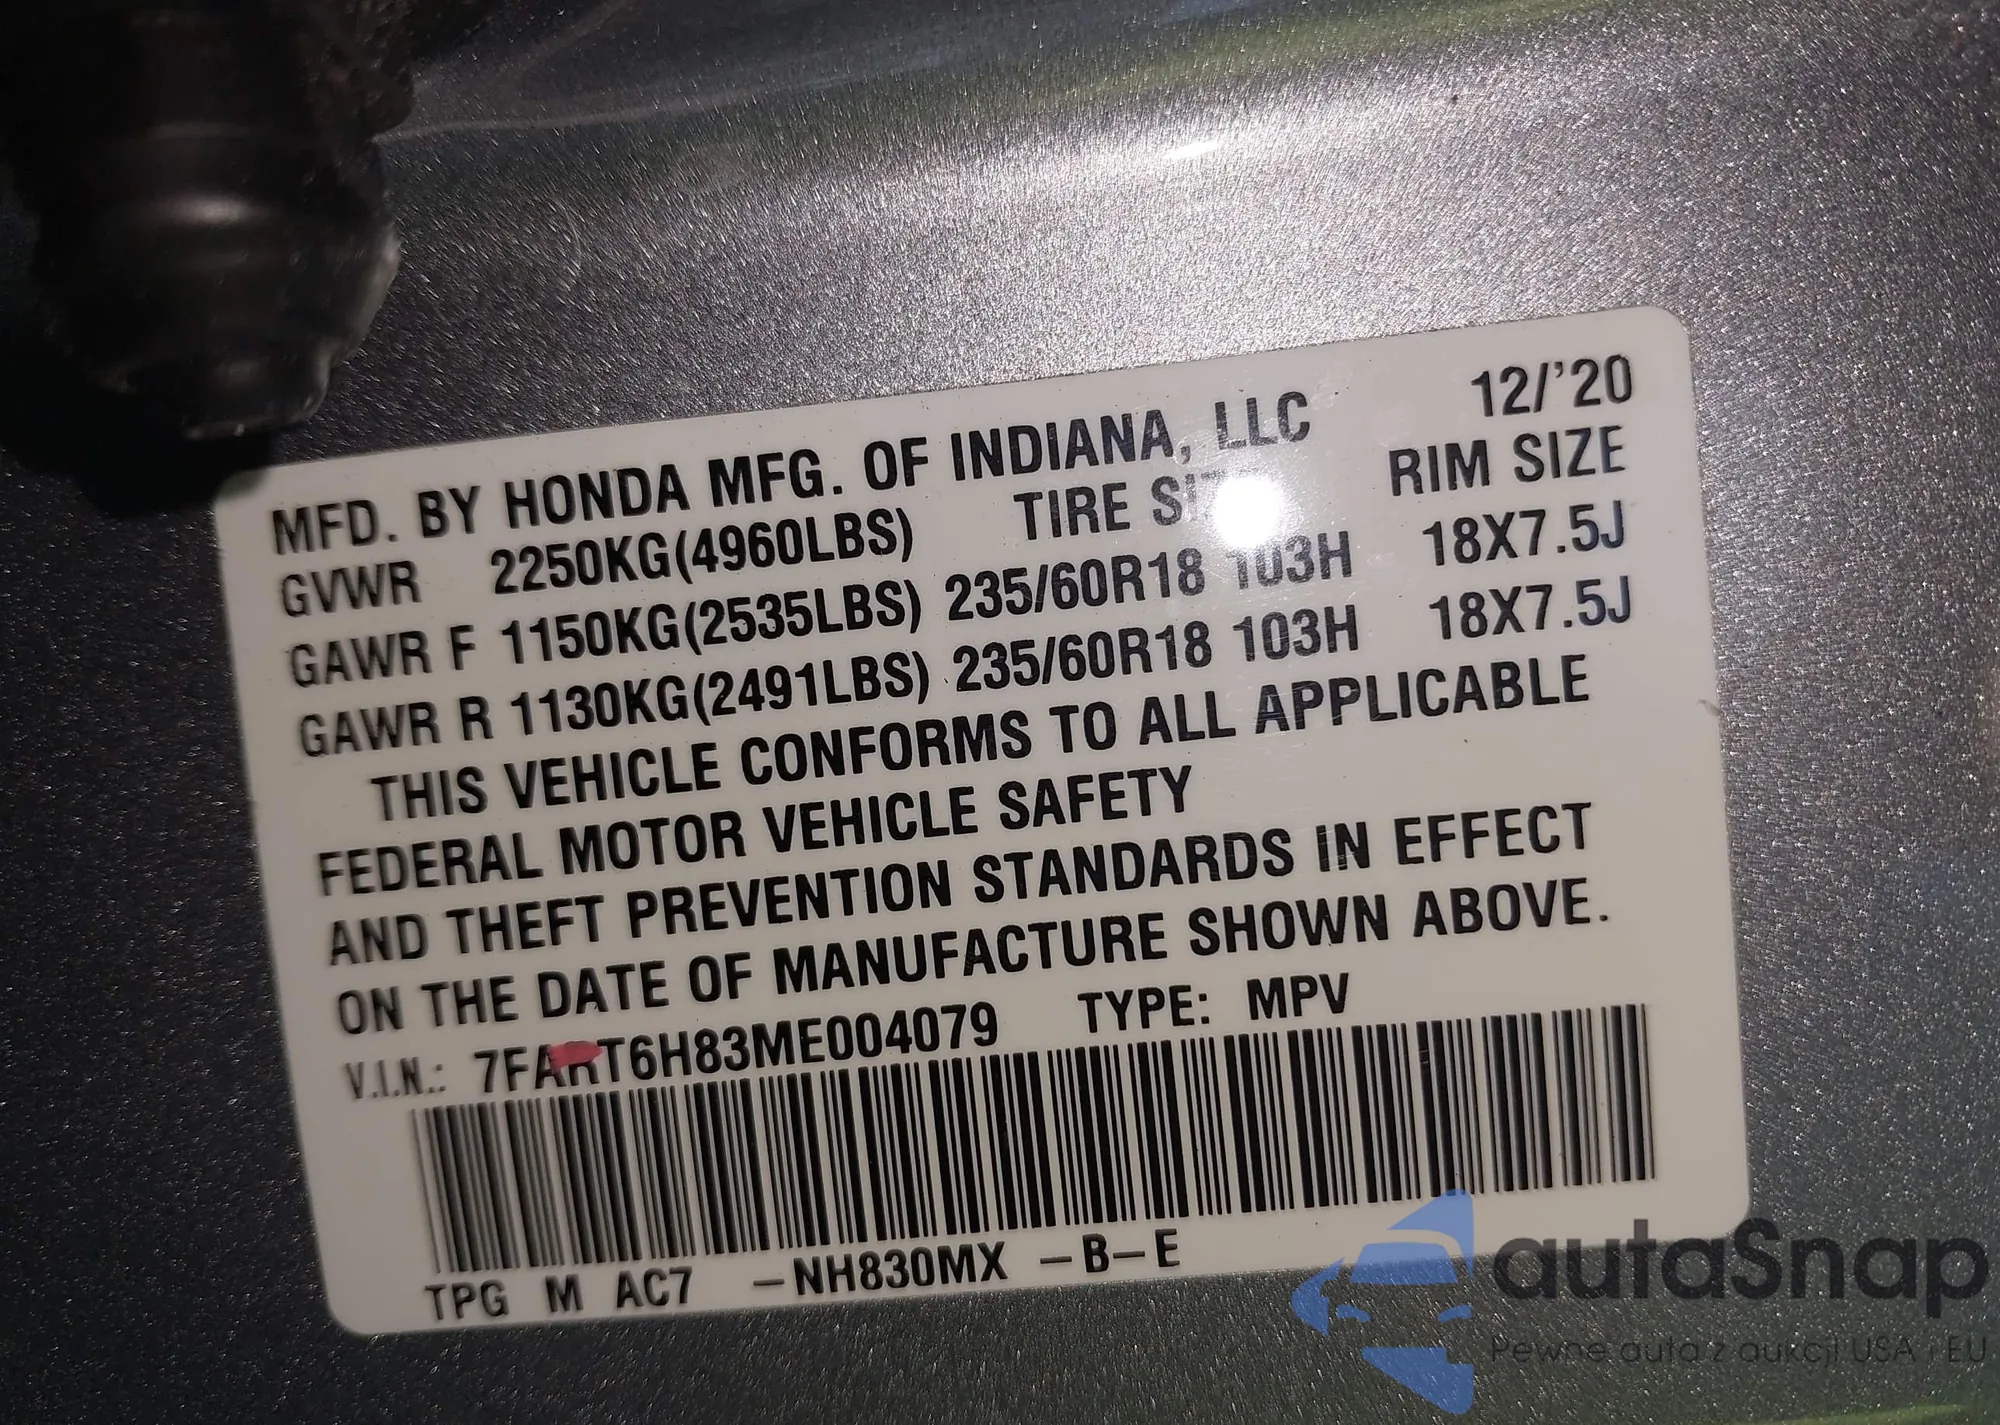 MFD. BY HONDA MFG. OF INDIANA, LLC 12/'20
GVWR 2250KG(4960LBS) TIRE SIZE RIM SIZE
GAWR F 1150KG(2535LBS) 235/60R18 103H 18X7.5J
GAWR R 1130KG(2491LBS) 235/60R18 103H 18X7.5J
THIS VEHICLE CONFORMS TO ALL APPLICABLE
FEDERAL MOTOR VEHICLE SAFETY
AND THEFT PREVENTION STANDARDS IN EFFECT
ON THE DATE OF MANUFACTURE SHOWN ABOVE.
V.I.N.: 7FART6H83ME004079 TYPE: MPV
TPG M AC7 –NH830MX –B–E
autaSnap
Pewne auta z aukcji USA i EU